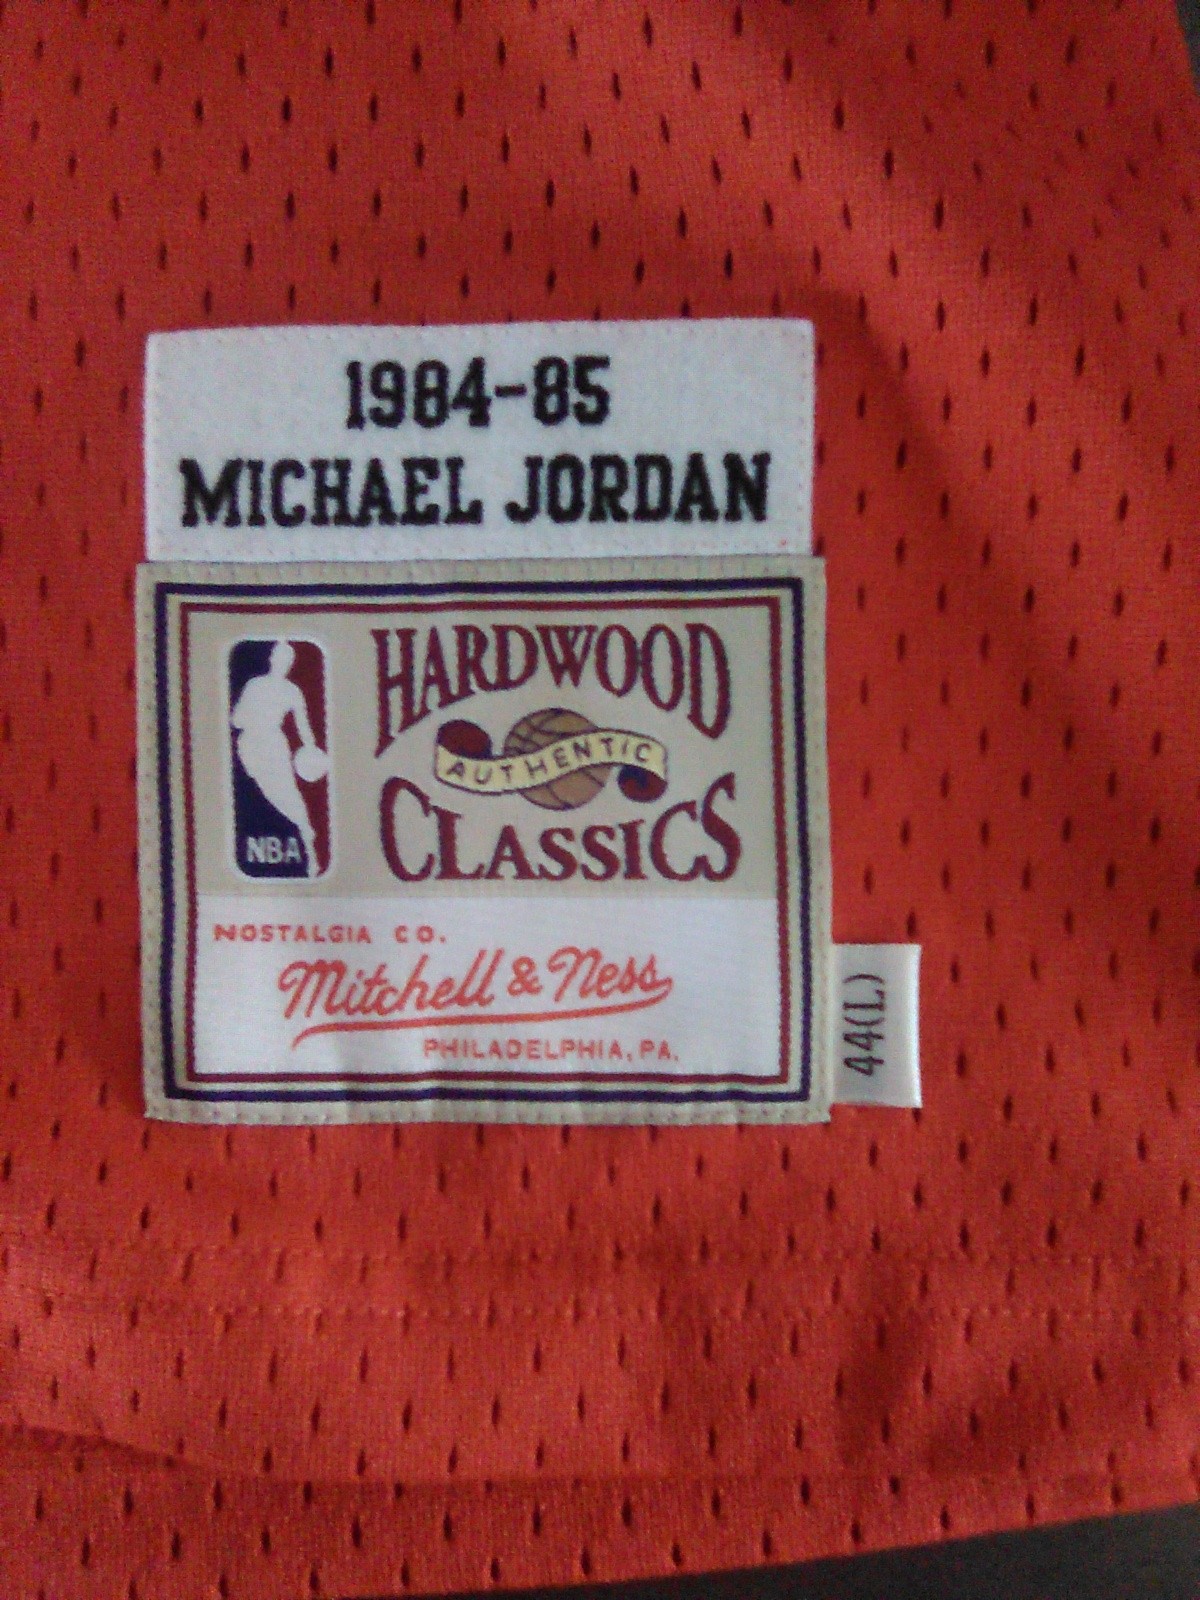 1984-85
MICHAEL JORDAN
HARDWOOD
AUTHENTIC
CLASSICS
NBA
NOSTALGIA CO.
Mitchell & Ness
PHILADELPHIA, PA.
44(L)